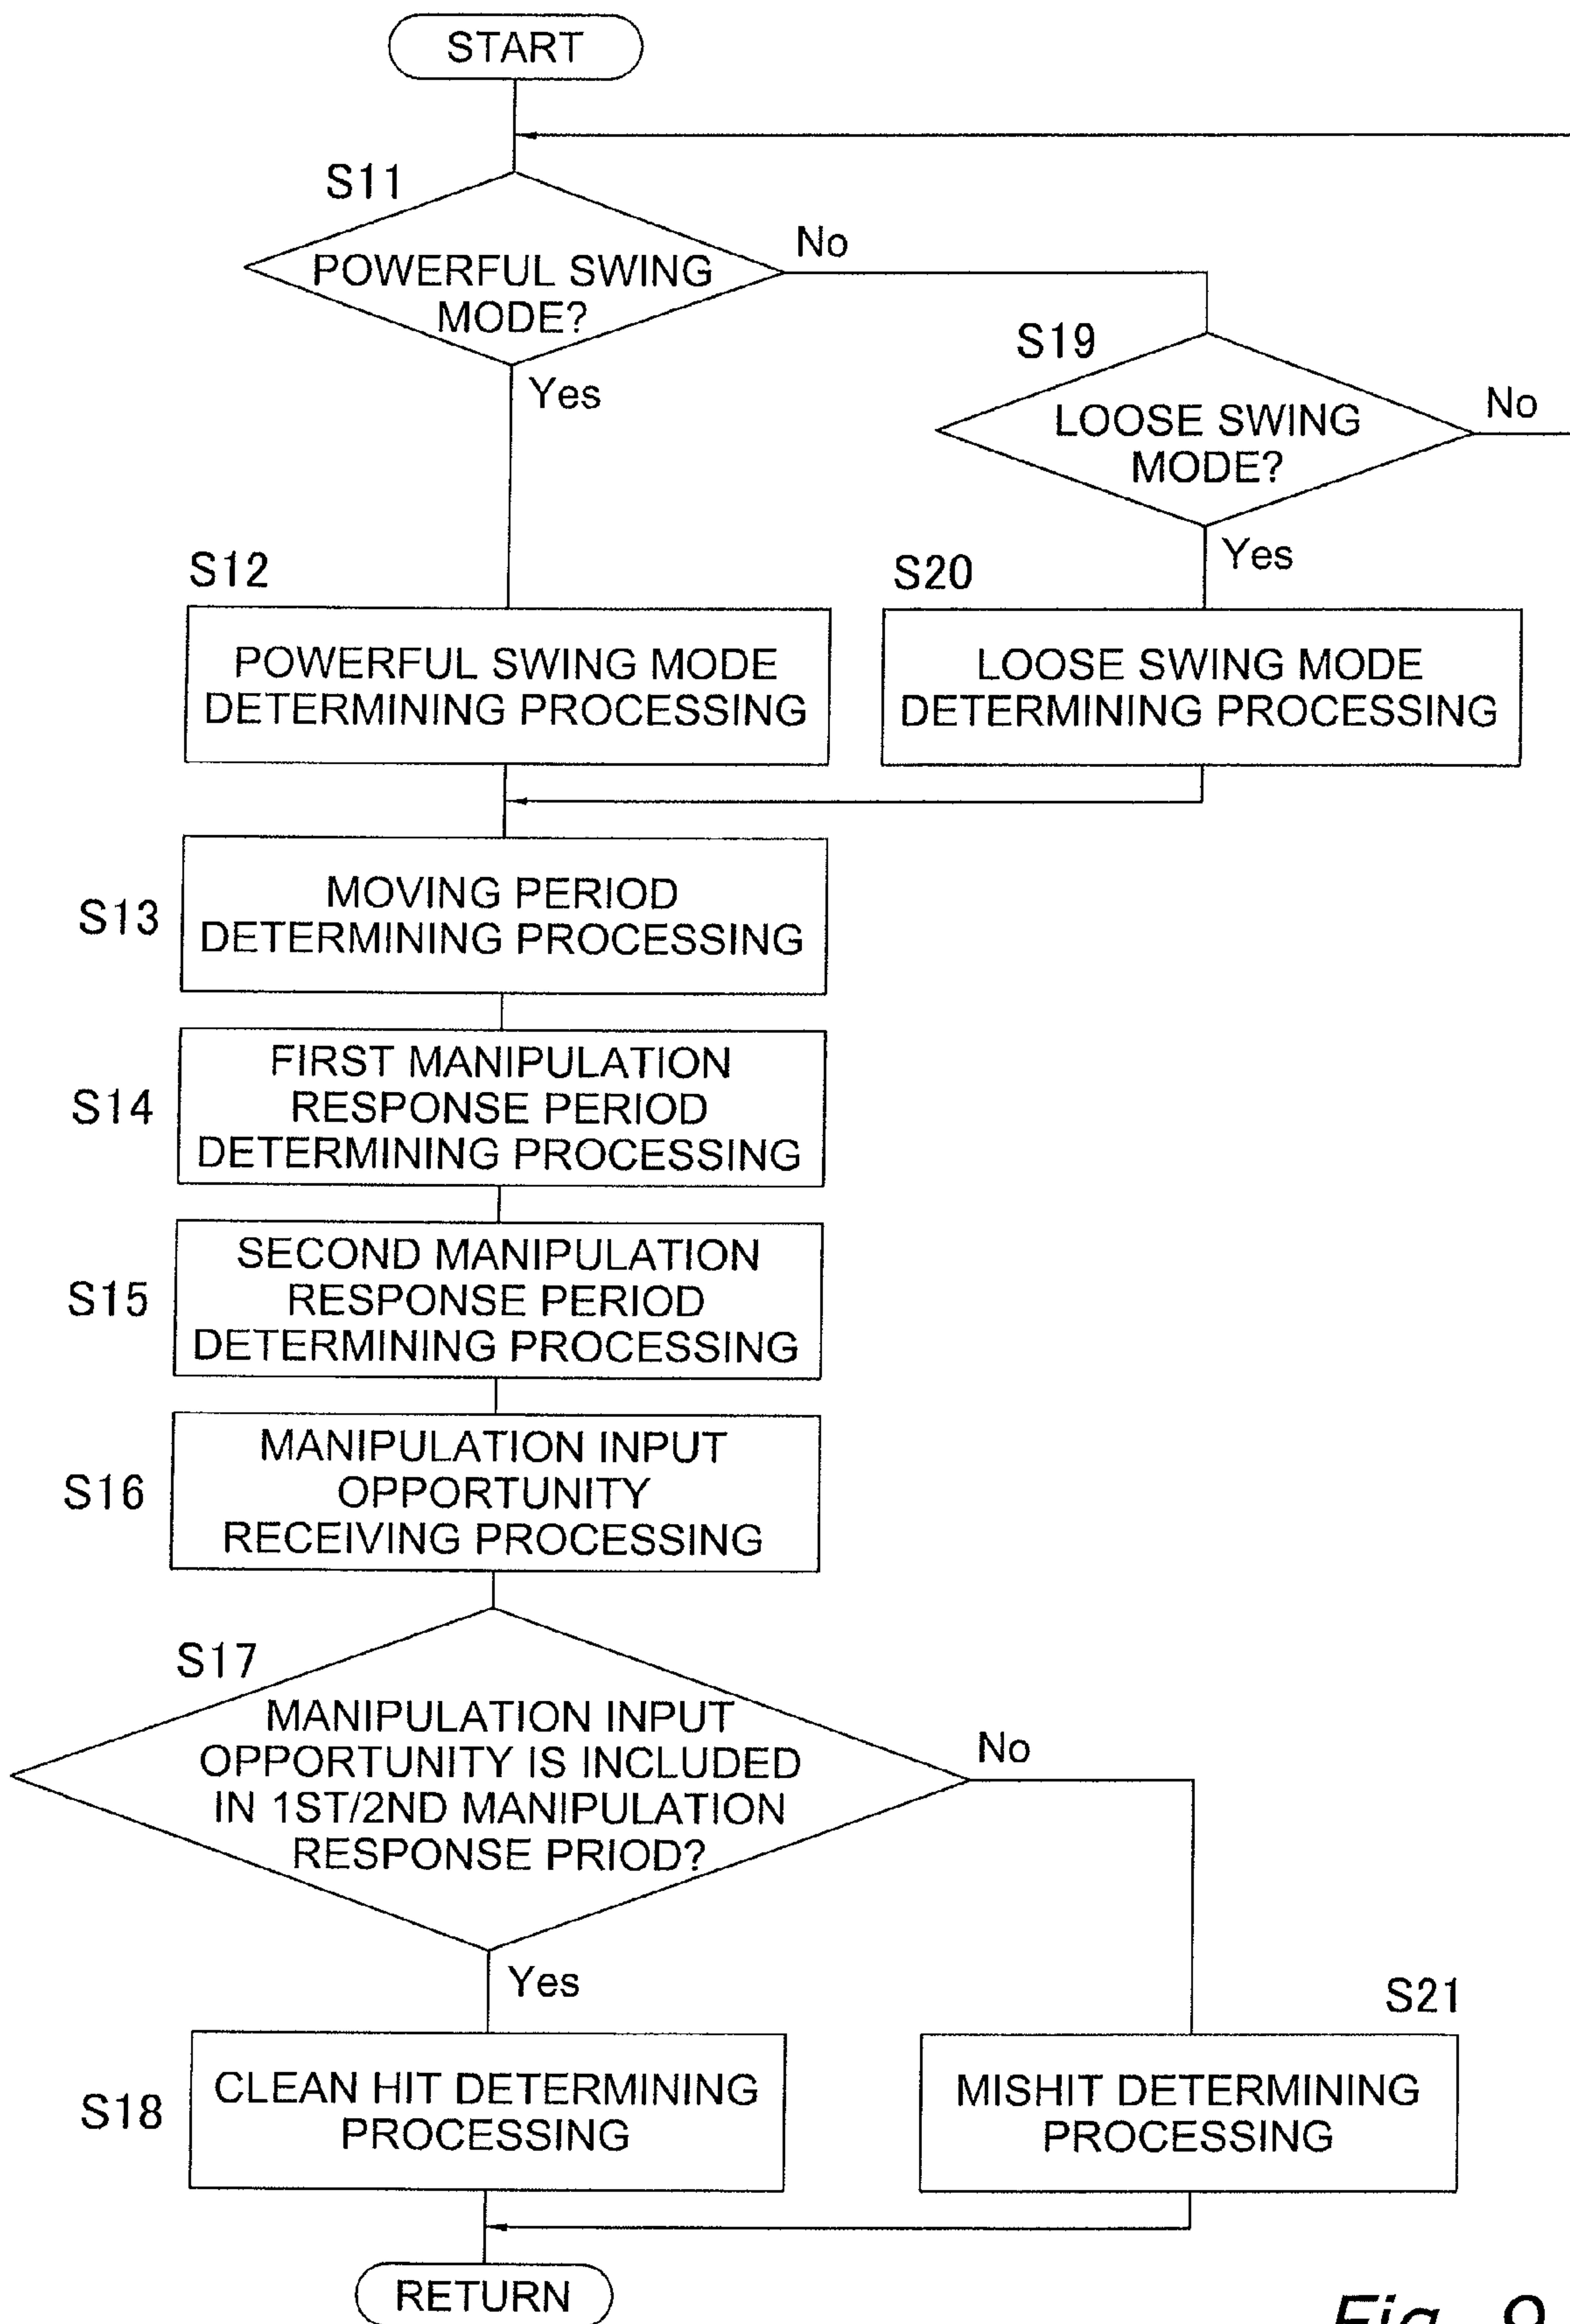 START
S11
POWERFUL SWING
MODE?
No
Yes
S19
LOOSE SWING
MODE?
No
Yes
S12
POWERFUL SWING MODE
DETERMINING PROCESSING
S20
LOOSE SWING MODE
DETERMINING PROCESSING
S13
MOVING PERIOD
DETERMINING PROCESSING
S14
FIRST MANIPULATION
RESPONSE PERIOD
DETERMINING PROCESSING
S15
SECOND MANIPULATION
RESPONSE PERIOD
DETERMINING PROCESSING
S16
MANIPULATION INPUT
OPPORTUNITY
RECEIVING PROCESSING
S17
MANIPULATION INPUT
OPPORTUNITY IS INCLUDED
IN 1ST/2ND MANIPULATION
RESPONSE PRIOD?
No
Yes
S18
CLEAN HIT DETERMINING
PROCESSING
S21
MISHIT DETERMINING
PROCESSING
RETURN
Fig. 9